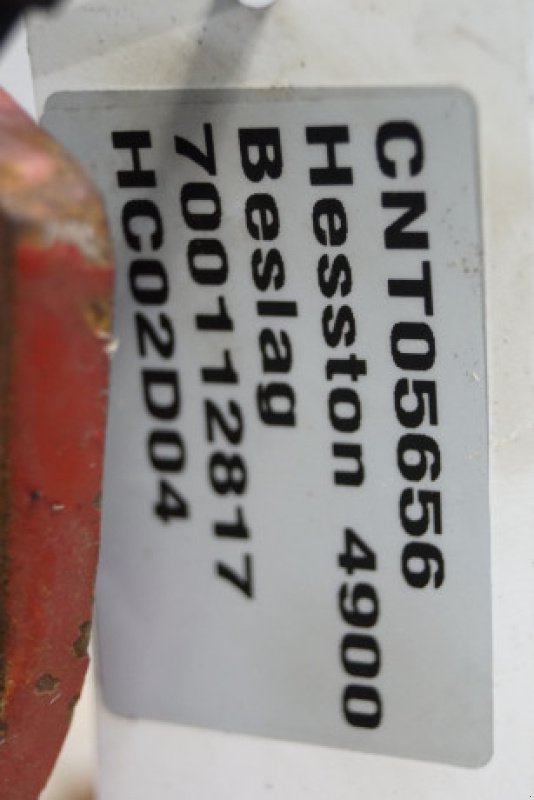 CNT05656
Hesston 4900
Beslag
700112817
HC02D04